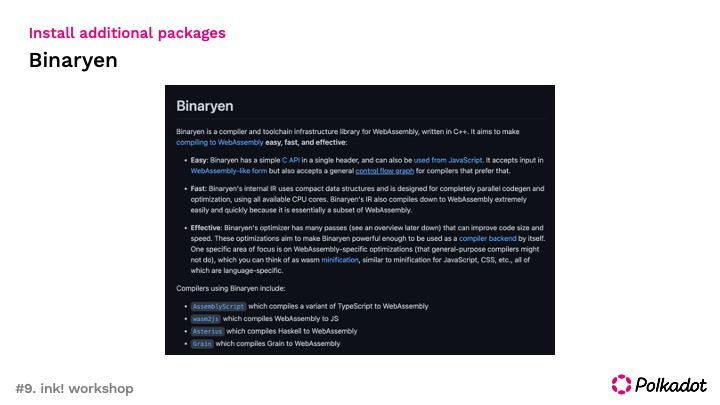 Install additional packages
Binaryen
Binaryen
Binaryen is a compiler and toolchain infrastructure library for WebAssembly, written in C++. It aims to make
compiling to WebAssembly easy, fast, and effective:
• Easy: Binaryen has a simple C API in a single header, and can also be used from JavaScript. It accepts input in
WebAssembly-like form but also accepts a general control flow graph for compilers that prefer that.
• Fast: Binaryen's internal IR uses compact data structures and is designed for completely parallel codegen and
optimization, using all available CPU cores. Binaryen's IR also compiles down to WebAssembly extremely
easily and quickly because it is essentially a subset of WebAssembly.
• Effective: Binaryen's optimizer has many passes (see an overview later down) that can improve code size and
speed. These optimizations aim to make Binaryen powerful enough to be used as a compiler backend by itself.
One specific area of focus is on WebAssembly-specific optimizations (that general-purpose compilers might
not do), which you can think of as wasm minification, similar to minification for JavaScript, CSS, etc., all of
which are language-specific.
Compilers using Binaryen include:
• AssemblyScript which compiles a variant of TypeScript to WebAssembly
• wasm2js which compiles WebAssembly to JS
• Asterius which compiles Haskell to WebAssembly
• Grain which compiles Grain to WebAssembly
#9. ink! workshop
Polkadot